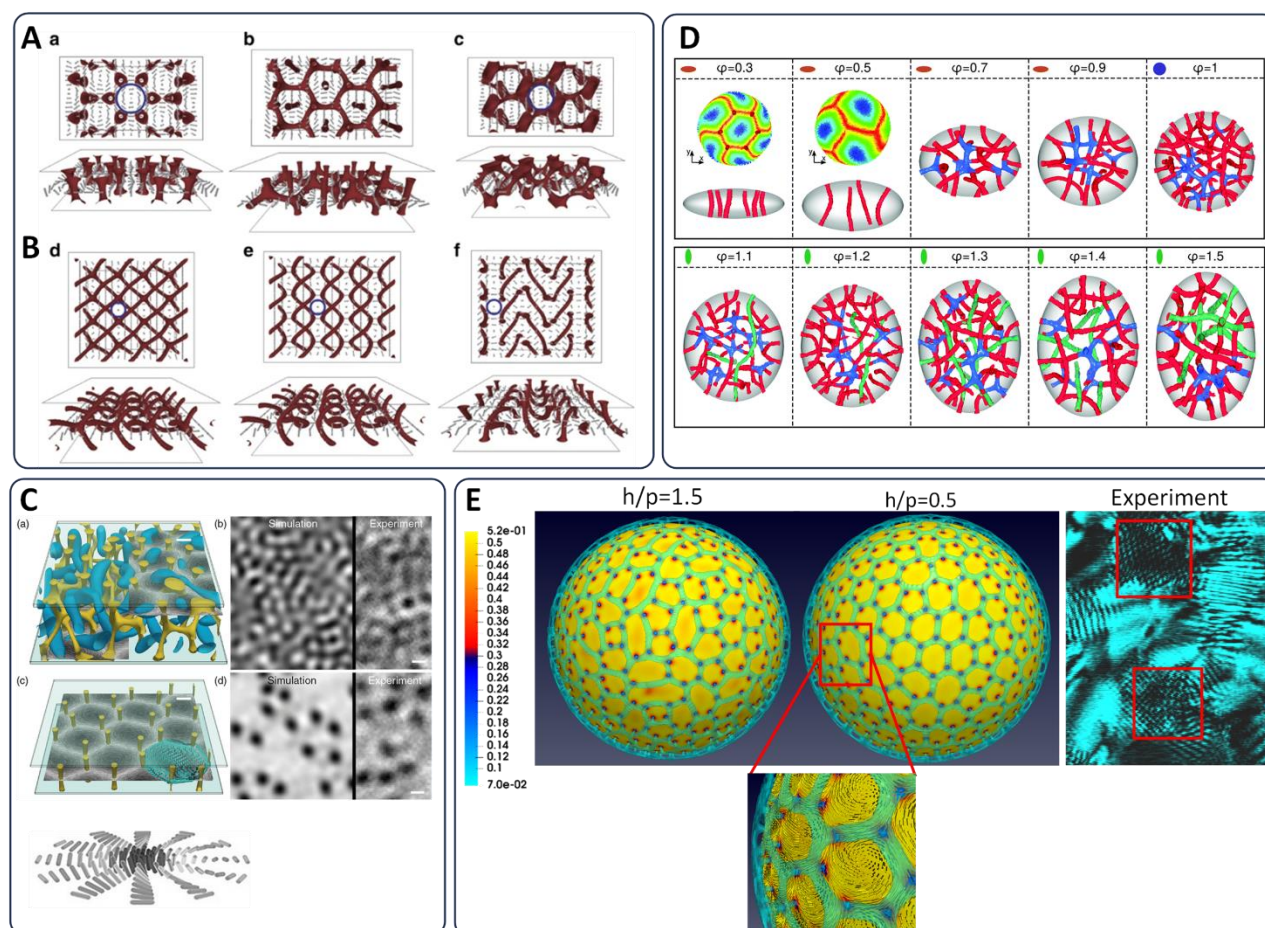 A
a
b
c
B
d
e
f
C
(a)
(b)
Simulation
Experiment
(c)
(d)
Simulation
Experiment
D
φ=0.3
φ=0.5
φ=0.7
φ=0.9
φ=1
y
x
y
x
φ=1.1
φ=1.2
φ=1.3
φ=1.4
φ=1.5
E
h/p=1.5
h/p=0.5
Experiment
5.2e-01
0.5
0.48
0.46
0.44
0.42
0.4
0.38
0.36
0.34
0.32
0.3
0.28
0.26
0.24
0.22
0.2
0.18
0.16
0.14
0.12
0.1
7.0e-02